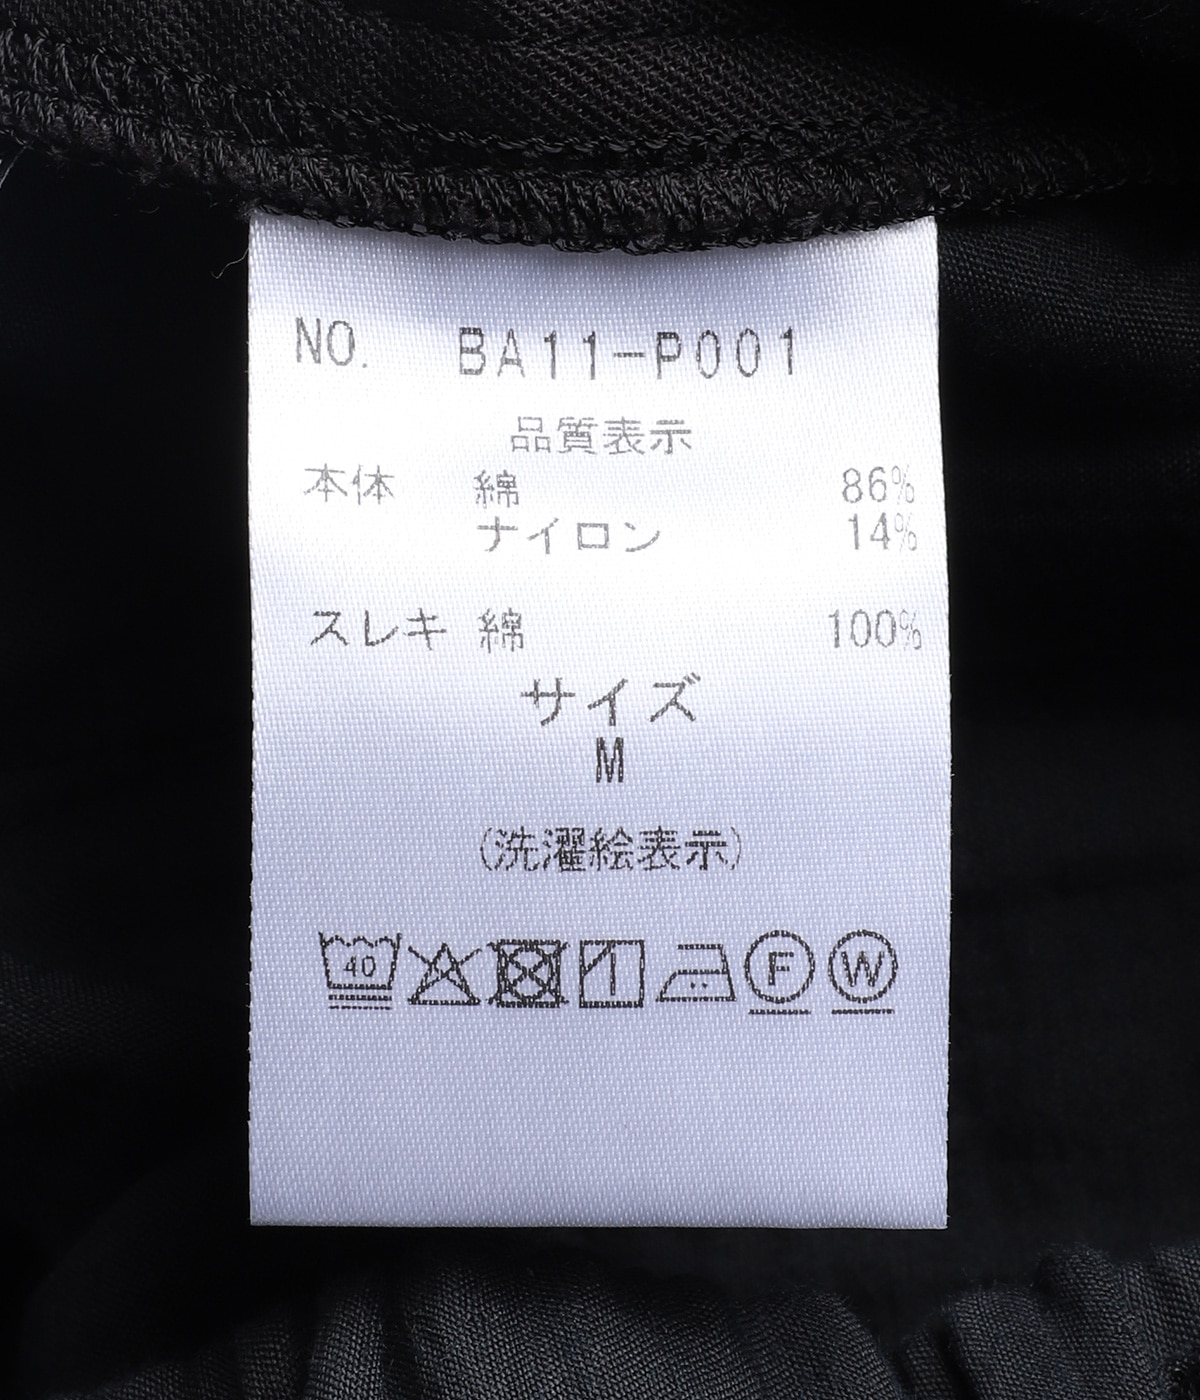 NO. BA11-P001
品質表示
本体 綿 86%
ナイロン 14%
スレキ 綿 100%
サイズ
M
(洗濯絵表示)
40 F W